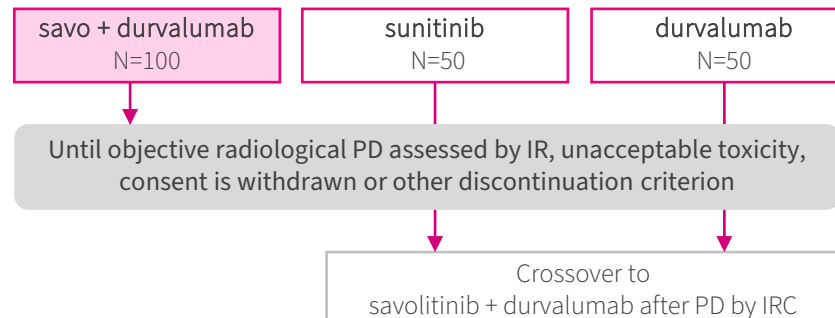 savo + durvalumab
N=100
sunitinib
N=50
durvalumab
N=50
Until objective radiological PD assessed by IR, unacceptable toxicity,
consent is withdrawn or other discontinuation criterion
Crossover to
savolitinib + durvalumab after PD by IRC